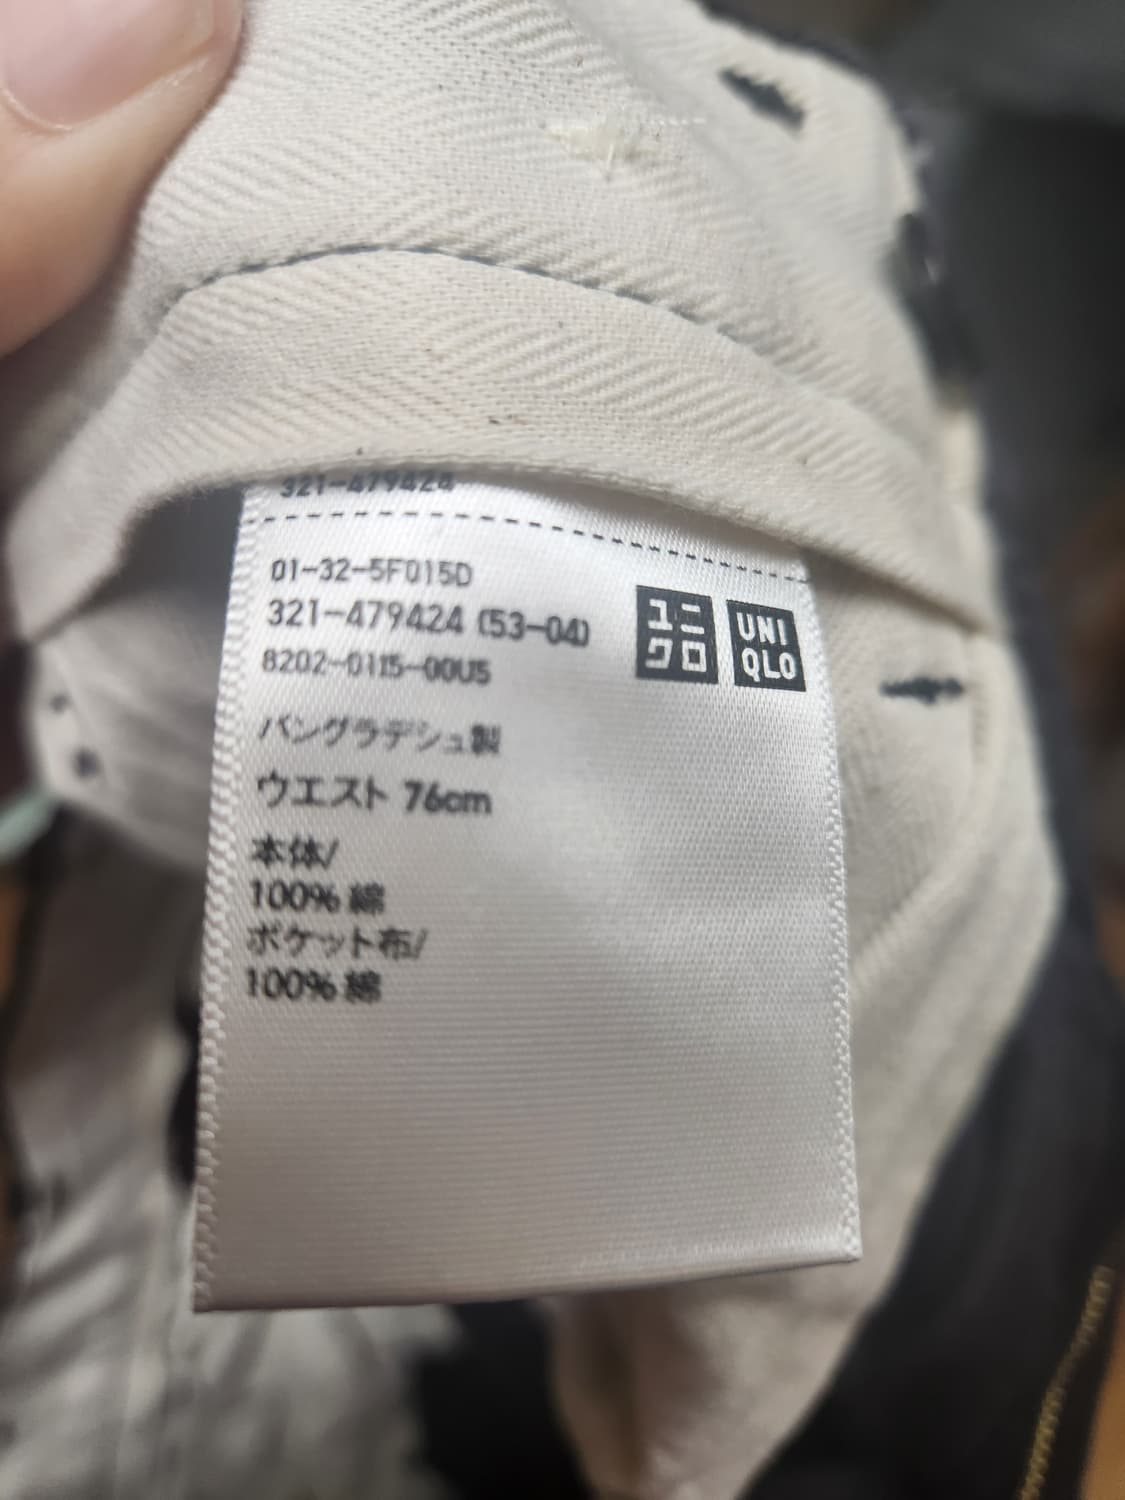 321-479424
01-32-5F015D
321-479424 (53-04)
8202-0115-00U5
ユニ
クロ
UNI
QLO
バングラデシュ製
ウエスト 76cm
本体/
100% 綿
ポケット布/
100% 綿